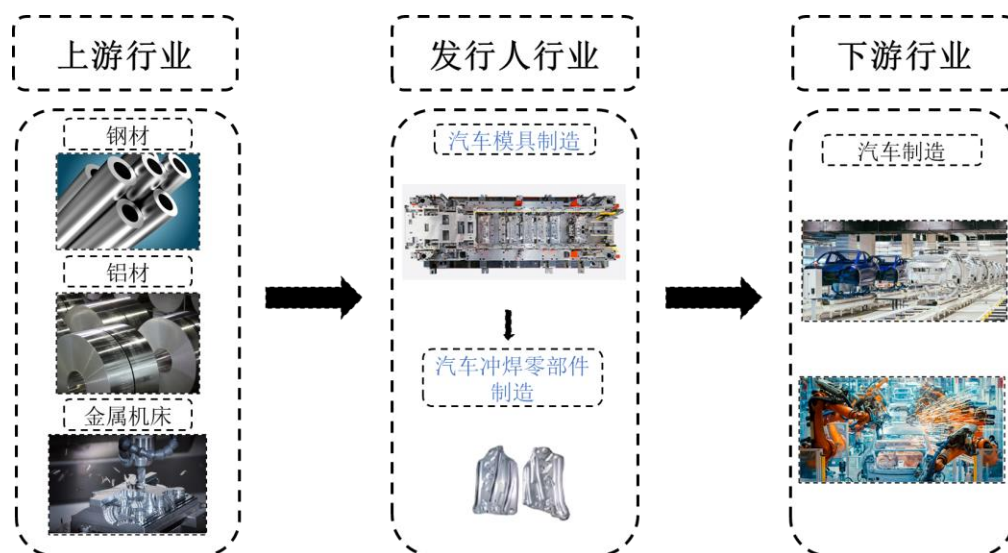 上游行业
发行人行业
下游行业
钢材
铝材
金属机床
汽车模具制造
汽车冲焊零部件
制造
汽车制造